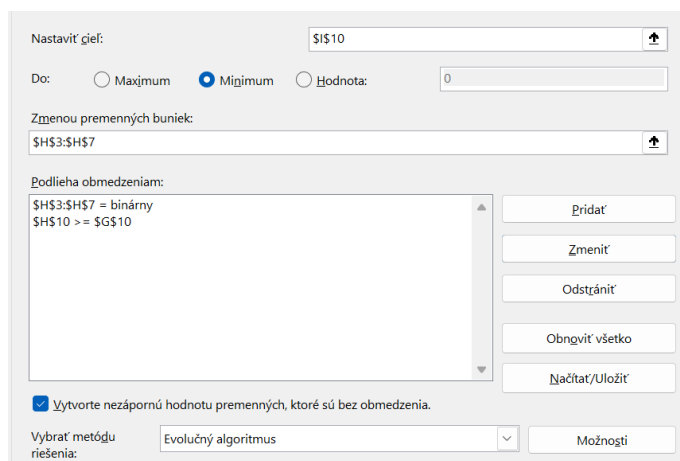 Nastaviť cieľ:
$I$10
Do:
Maximum
Minimum
Hodnota:
0
Zmenou premenných buniek:
$H$3:$H$7
Podlieha obmedzeniam:
$H$3:$H$7 = binárny
$H$10 >= $G$10
Pridať
Zmeniť
Odstrániť
Obnoviť všetko
Načítať/Uložiť
Vytvorte nezápornú hodnotu premenných, ktoré sú bez obmedzenia.
Vybrať metódu
riešenia:
Evolučný algoritmus
Možnosti